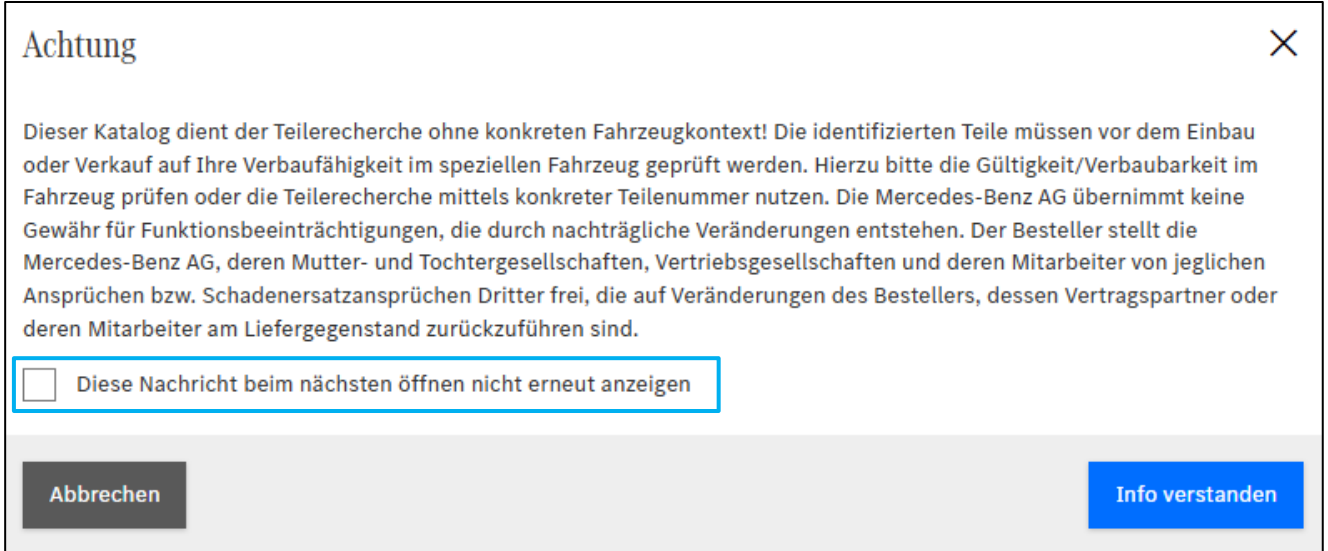 Achtung
Dieser Katalog dient der Teilerecherche ohne konkreten Fahrzeugkontext! Die identifizierten Teile müssen vor dem Einbau
oder Verkauf auf Ihre Verbaufähigkeit im speziellen Fahrzeug geprüft werden. Hierzu bitte die Gültigkeit/Verbaubarkeit im
Fahrzeug prüfen oder die Teilerecherche mittels konkreter Teilenummer nutzen. Die Mercedes-Benz AG übernimmt keine
Gewähr für Funktionsbeeinträchtigungen, die durch nachträgliche Veränderungen entstehen. Der Besteller stellt die
Mercedes-Benz AG, deren Mutter- und Tochtergesellschaften, Vertriebsgesellschaften und deren Mitarbeiter von jeglichen
Ansprüchen bzw. Schadenersatzansprüchen Dritter frei, die auf Veränderungen des Bestellers, dessen Vertragspartner oder
deren Mitarbeiter am Liefergegenstand zurückzuführen sind.
Diese Nachricht beim nächsten öffnen nicht erneut anzeigen
Abbrechen
Info verstanden